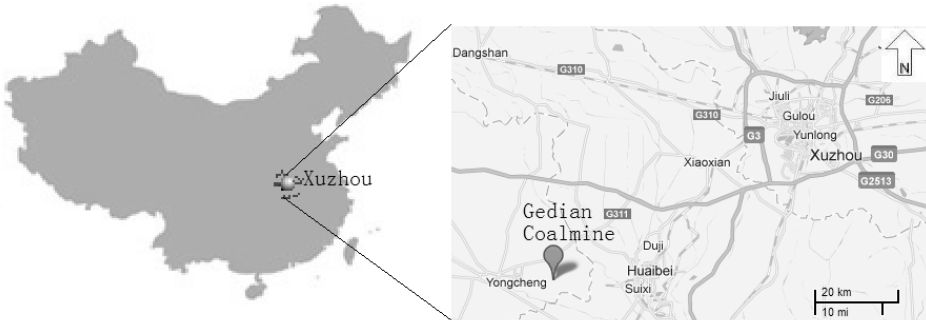 Xuzhou
Dangshan
G310
N
Jiuli
G206
Gulou
G310
G3
Yunlong
Xuzhou
G30
Xiaoxian
G2513
Gedian
Coalmine
G311
Duji
Huaibei
Yongcheng
Suixi
20 km
10 mi